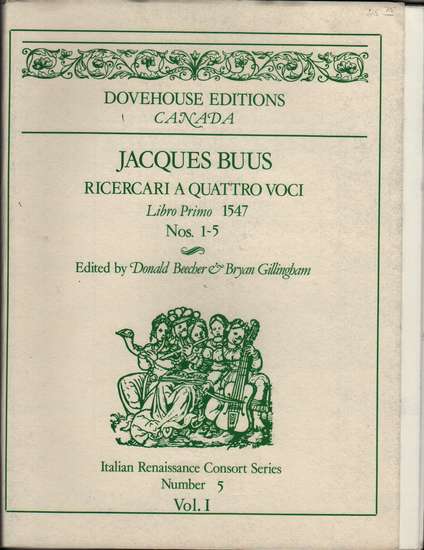 DOVEHOUSE EDITIONS
CANADA
JACQUES BUUS
RICERCARI A QUATTRO VOCI
Libro Primo 1547
Nos. 1-5
Edited by Donald Beecher & Bryan Gillingham
Italian Renaissance Consort Series
Number 5
Vol. I